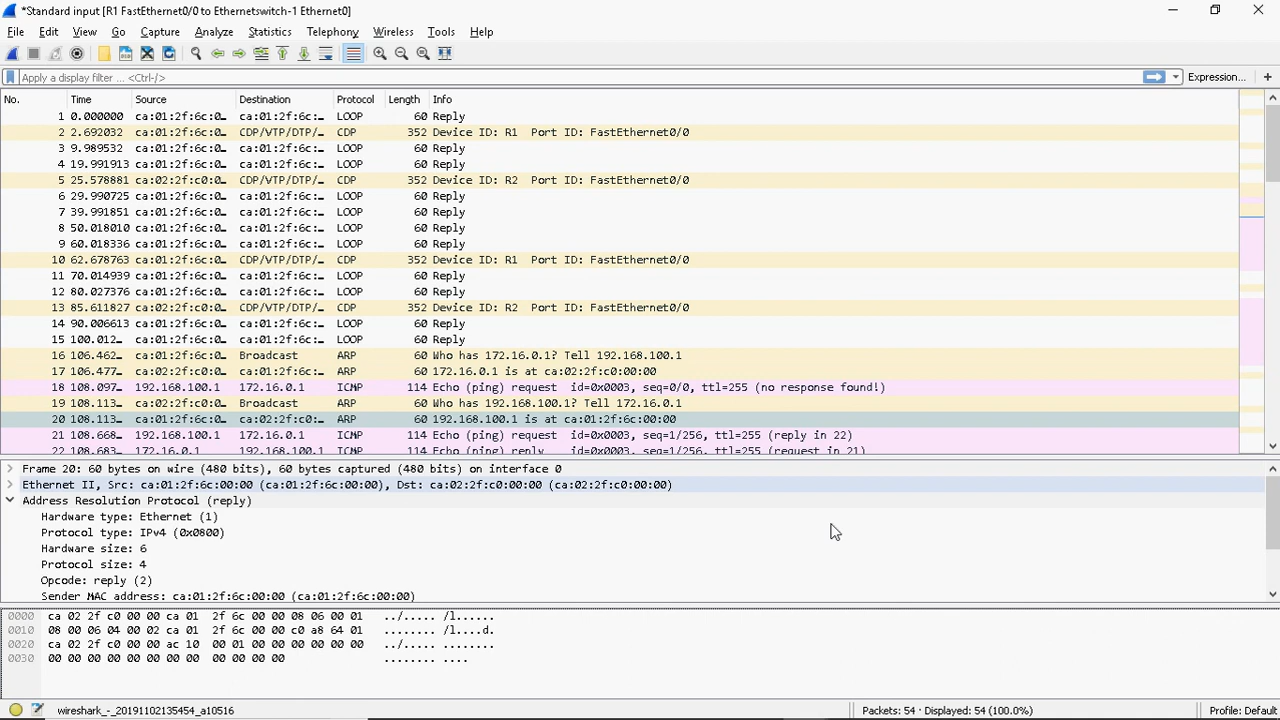 *Standard input [R1 FastEthernet0/0 to Ethernetswitch-1 Ethernet0]
File Edit View Go Capture Analyze Statistics Telephony Wireless Tools Help
Apply a display filter ... <Ctrl-/> Expression... +
No. Time Source Destination Protocol Length Info
1 0.000000 ca:01:2f:6c:0… ca:01:2f:6c:… LOOP 60 Reply
2 2.692032 ca:01:2f:6c:0… CDP/VTP/DTP/… CDP 352 Device ID: R1 Port ID: FastEthernet0/0
3 9.989532 ca:01:2f:6c:0… ca:01:2f:6c:… LOOP 60 Reply
4 19.991913 ca:01:2f:6c:0… ca:01:2f:6c:… LOOP 60 Reply
5 25.578881 ca:02:2f:c0:0… CDP/VTP/DTP/… CDP 352 Device ID: R2 Port ID: FastEthernet0/0
6 29.990725 ca:01:2f:6c:0… ca:01:2f:6c:… LOOP 60 Reply
7 39.991851 ca:01:2f:6c:0… ca:01:2f:6c:… LOOP 60 Reply
8 50.018010 ca:01:2f:6c:0… ca:01:2f:6c:… LOOP 60 Reply
9 60.018336 ca:01:2f:6c:0… ca:01:2f:6c:… LOOP 60 Reply
10 62.678763 ca:01:2f:6c:0… CDP/VTP/DTP/… CDP 352 Device ID: R1 Port ID: FastEthernet0/0
11 70.014939 ca:01:2f:6c:0… ca:01:2f:6c:… LOOP 60 Reply
12 80.027376 ca:01:2f:6c:0… ca:01:2f:6c:… LOOP 60 Reply
13 85.611827 ca:02:2f:c0:0… CDP/VTP/DTP/… CDP 352 Device ID: R2 Port ID: FastEthernet0/0
14 90.006613 ca:01:2f:6c:0… ca:01:2f:6c:… LOOP 60 Reply
15 100.012… ca:01:2f:6c:0… ca:01:2f:6c:… LOOP 60 Reply
16 106.462… ca:01:2f:6c:0… Broadcast ARP 60 Who has 172.16.0.1? Tell 192.168.100.1
17 106.477… ca:02:2f:c0:0… ca:01:2f:6c:… ARP 60 172.16.0.1 is at ca:02:2f:c0:00:00
18 108.097… 192.168.100.1 172.16.0.1 ICMP 114 Echo (ping) request id=0x0003, seq=0/0, ttl=255 (no response found!)
19 108.113… ca:02:2f:c0:0… Broadcast ARP 60 Who has 192.168.100.1? Tell 172.16.0.1
20 108.113… ca:01:2f:6c:0… ca:02:2f:c0:… ARP 60 192.168.100.1 is at ca:01:2f:6c:00:00
21 108.668… 192.168.100.1 172.16.0.1 ICMP 114 Echo (ping) request id=0x0003, seq=1/256, ttl=255 (reply in 22)
22 108.683… 172.16.0.1 192.168.100.1 ICMP 114 Echo (ping) reply id=0x0003, seq=1/256, ttl=255 (request in 21)
Frame 20: 60 bytes on wire (480 bits), 60 bytes captured (480 bits) on interface 0
Ethernet II, Src: ca:01:2f:6c:00:00 (ca:01:2f:6c:00:00), Dst: ca:02:2f:c0:00:00 (ca:02:2f:c0:00:00)
Address Resolution Protocol (reply)
Hardware type: Ethernet (1)
Protocol type: IPv4 (0x0800)
Hardware size: 6
Protocol size: 4
Opcode: reply (2)
Sender MAC address: ca:01:2f:6c:00:00 (ca:01:2f:6c:00:00)
0000 ca 02 2f c0 00 00 ca 01 2f 6c 00 00 08 06 00 01 ../..... /l......
0010 08 00 06 04 00 02 ca 01 2f 6c 00 00 c0 a8 64 01 ........ /l....d.
0020 ca 02 2f c0 00 00 ac 10 00 01 00 00 00 00 00 00 ../..... ........
0030 00 00 00 00 00 00 00 00 00 00 00 00 ........ ....
wireshark_-_20191102135454_a10516 Packets: 54 · Displayed: 54 (100.0%) Profile: Default